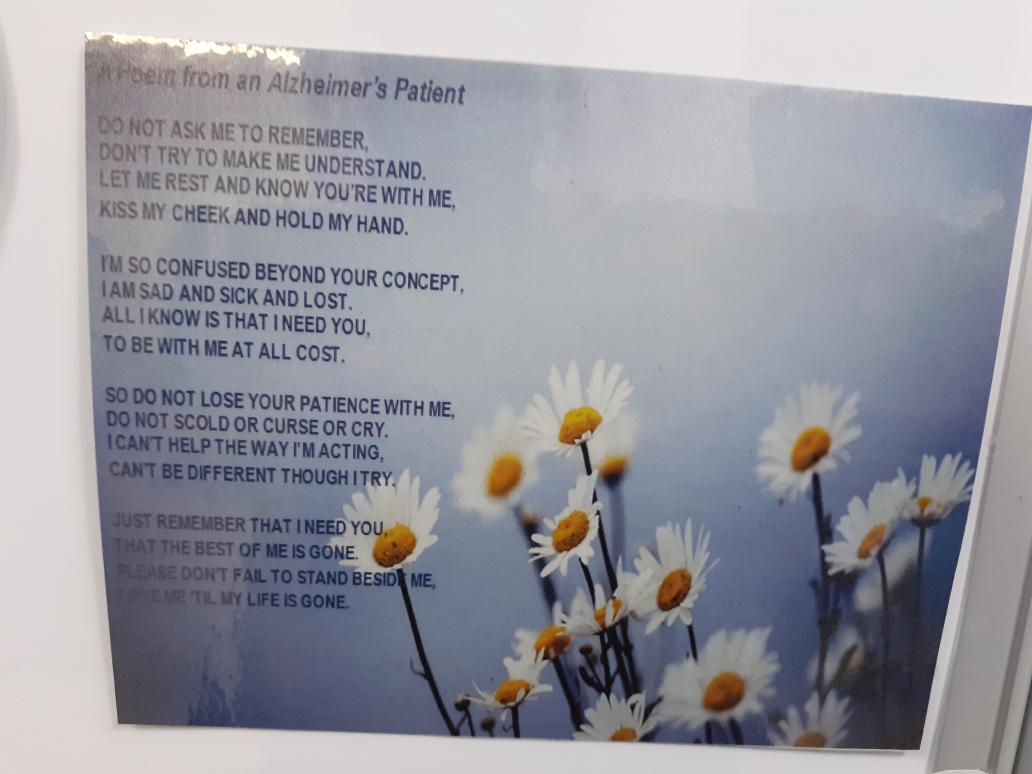 A Poem from an Alzheimer's Patient
DO NOT ASK ME TO REMEMBER,
DON'T TRY TO MAKE ME UNDERSTAND.
LET ME REST AND KNOW YOU'RE WITH ME,
KISS MY CHEEK AND HOLD MY HAND.
I'M SO CONFUSED BEYOND YOUR CONCEPT,
I AM SAD AND SICK AND LOST.
ALL I KNOW IS THAT I NEED YOU,
TO BE WITH ME AT ALL COST.
SO DO NOT LOSE YOUR PATIENCE WITH ME,
DO NOT SCOLD OR CURSE OR CRY.
I CAN'T HELP THE WAY I'M ACTING,
CAN'T BE DIFFERENT THOUGH I TRY.
JUST REMEMBER THAT I NEED YOU,
THAT THE BEST OF ME IS GONE.
PLEASE DON'T FAIL TO STAND BESIDE ME,
LOVE ME 'TIL MY LIFE IS GONE.